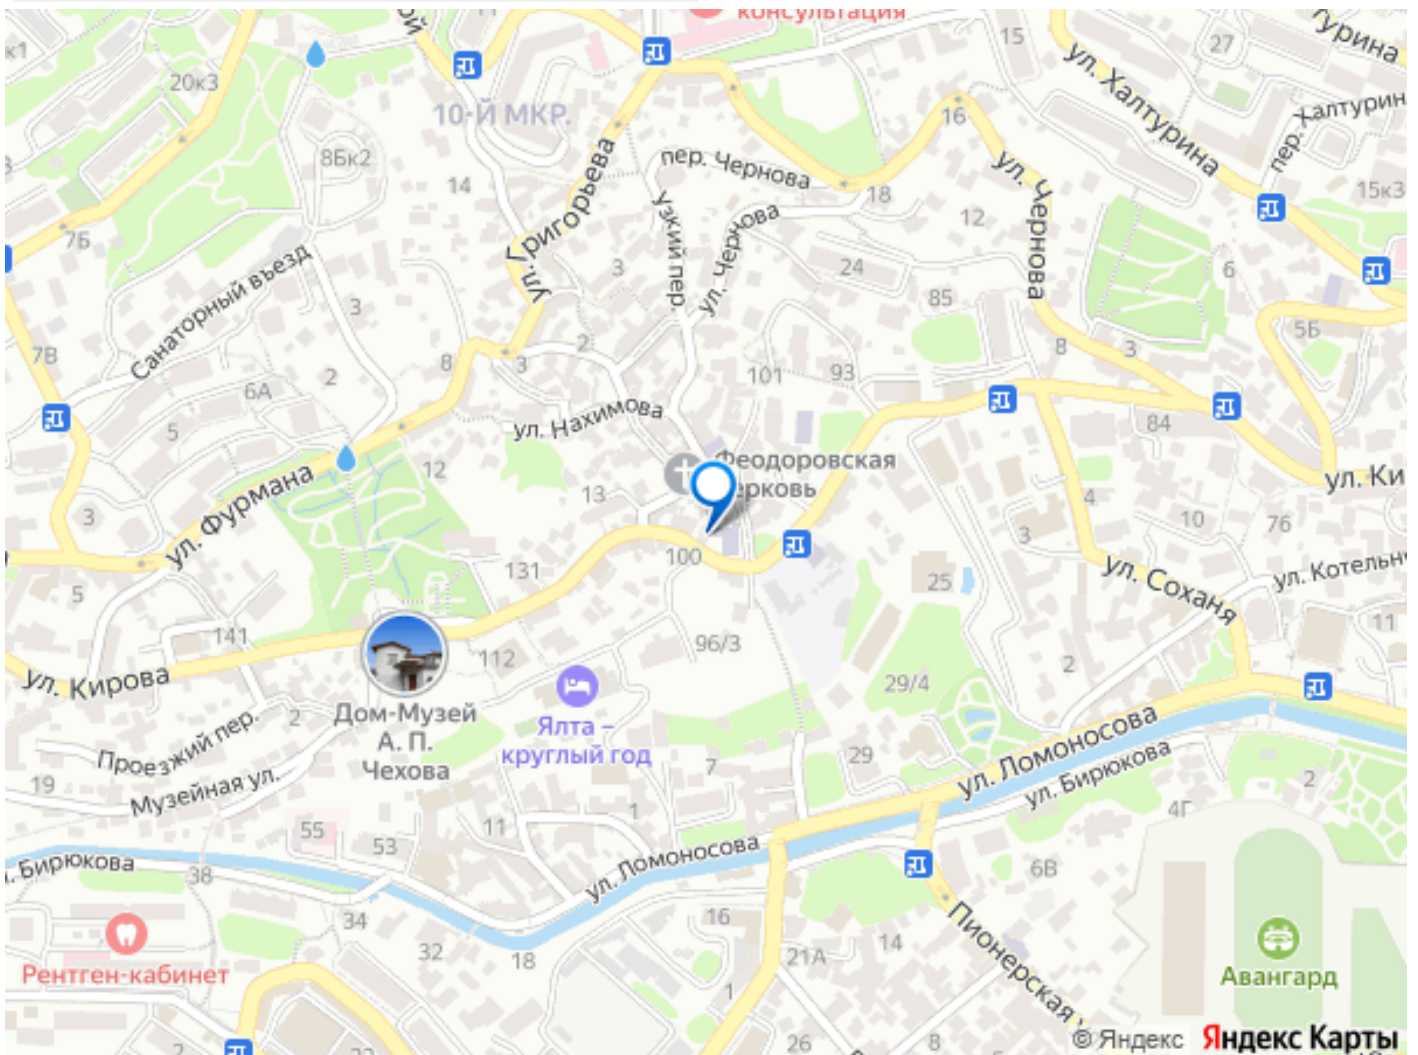 консультация
15
27
ул. Халтурина
пер. Халтурин
20к3
10-Й МКР.
16
8Бк2
14
ул. Григорьева
пер. Чернова
18
ул. Чернова
15к3
7Б
12
узкий пер.
ул. Чернова
3
24
6
Санаторный въезд
3
85
5Б
7В
2
8
3
8
3
2
6А
101
93
ул. Нахимова
84
5
12
Феодоровская
церковь
ул. Ки
13
4
3
ул. Фурмана
10
76
3
100
131
25
ул. Котельн
5
ул. Соханя
141
96/3
11
112
2
ул. Кирова
29/4
2
Дом-Музей
А. П.
Чехова
Ялта –
круглый год
Проезжий пер.
ул. Ломоносова
7
29
ул. Бирюкова
19
Музейная ул.
2
4Г
55
53
11
1
ул. Ломоносова
. Бирюкова
38
6В
34
16
Пионерская
Рентген-кабинет
32
18
21А
14
Авангард
1
2
26
8
© Яндекс Яндекс Карты